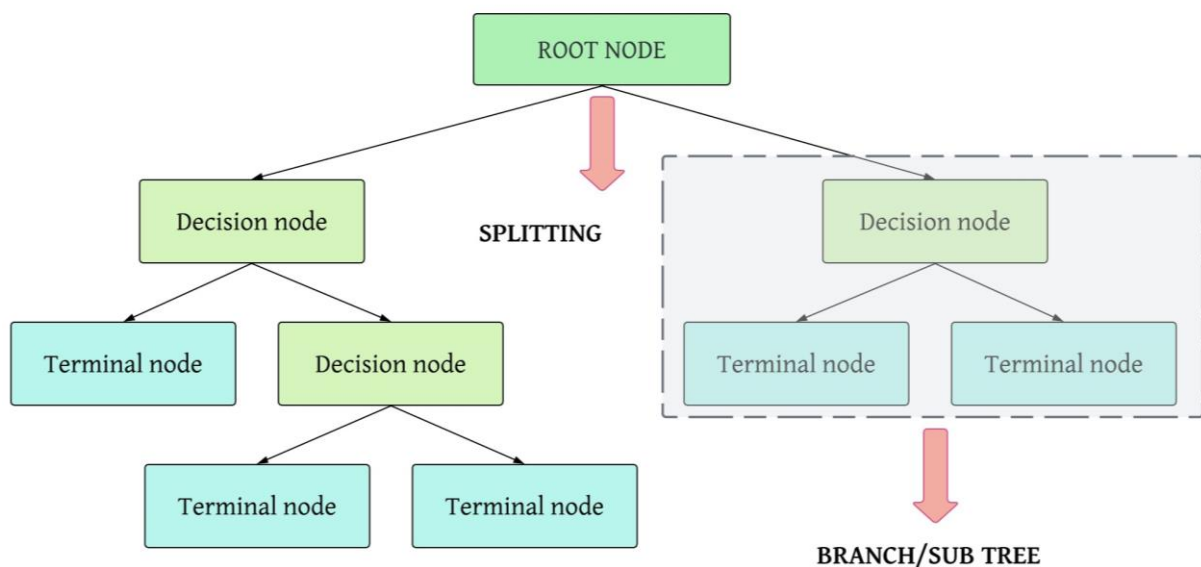 ROOT NODE
Decision node
SPLITTING
Decision node
Terminal node
Decision node
Terminal node
Terminal node
Terminal node
Terminal node
BRANCH/SUB TREE